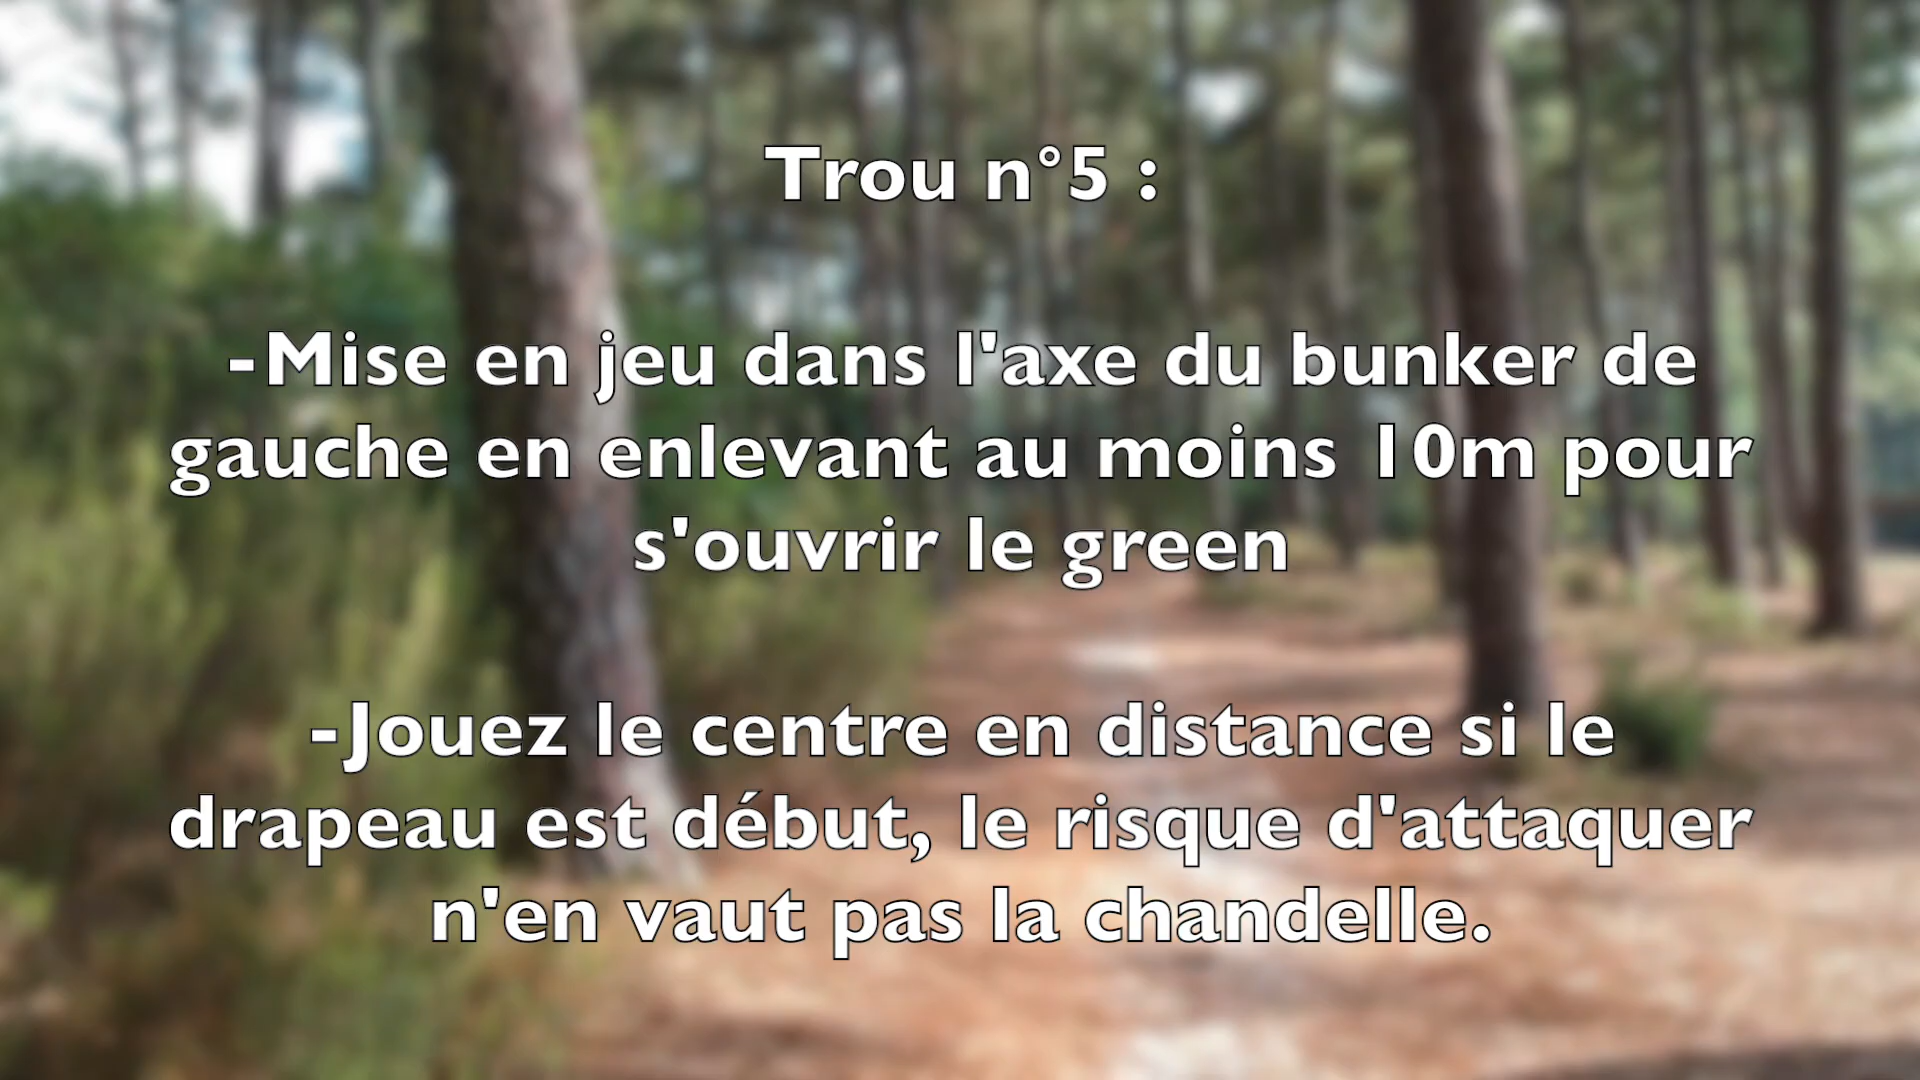 Trou n°5 :
-Mise en jeu dans l'axe du bunker de
gauche en enlevant au moins 10m pour
s'ouvrir le green
-Jouez le centre en distance si le
drapeau est début, le risque d'attaquer
n'en vaut pas la chandelle.